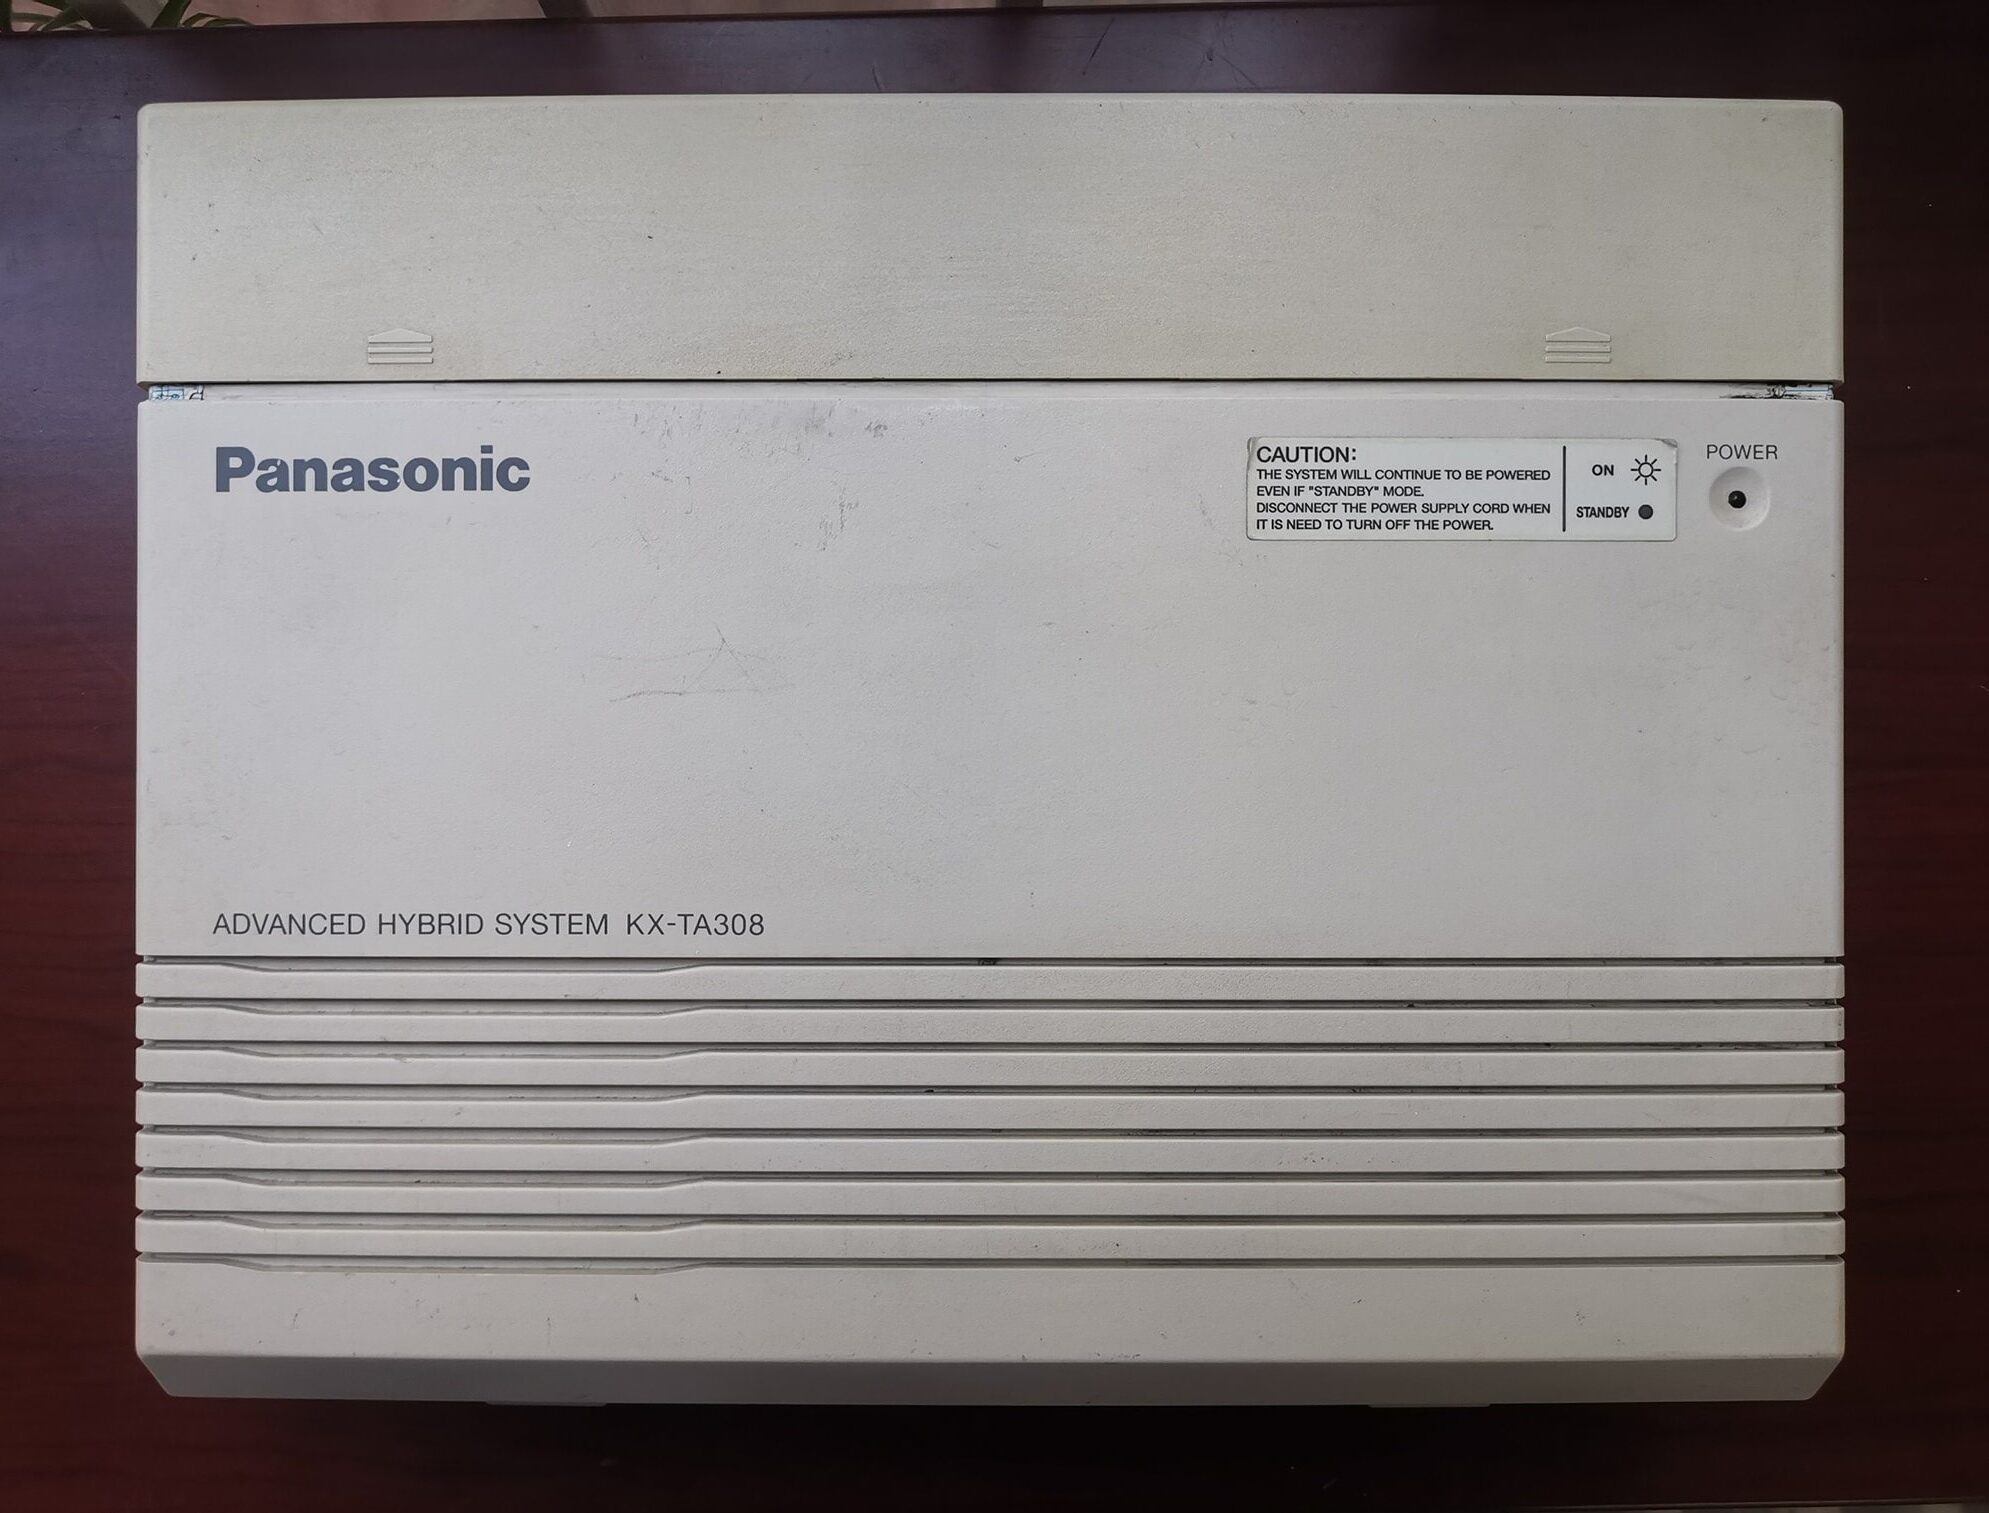 Panasonic
CAUTION:
THE SYSTEM WILL CONTINUE TO BE POWERED
EVEN IF "STANDBY" MODE.
DISCONNECT THE POWER SUPPLY CORD WHEN
IT IS NEED TO TURN OFF THE POWER.
ON
STANDBY
POWER
ADVANCED HYBRID SYSTEM KX-TA308